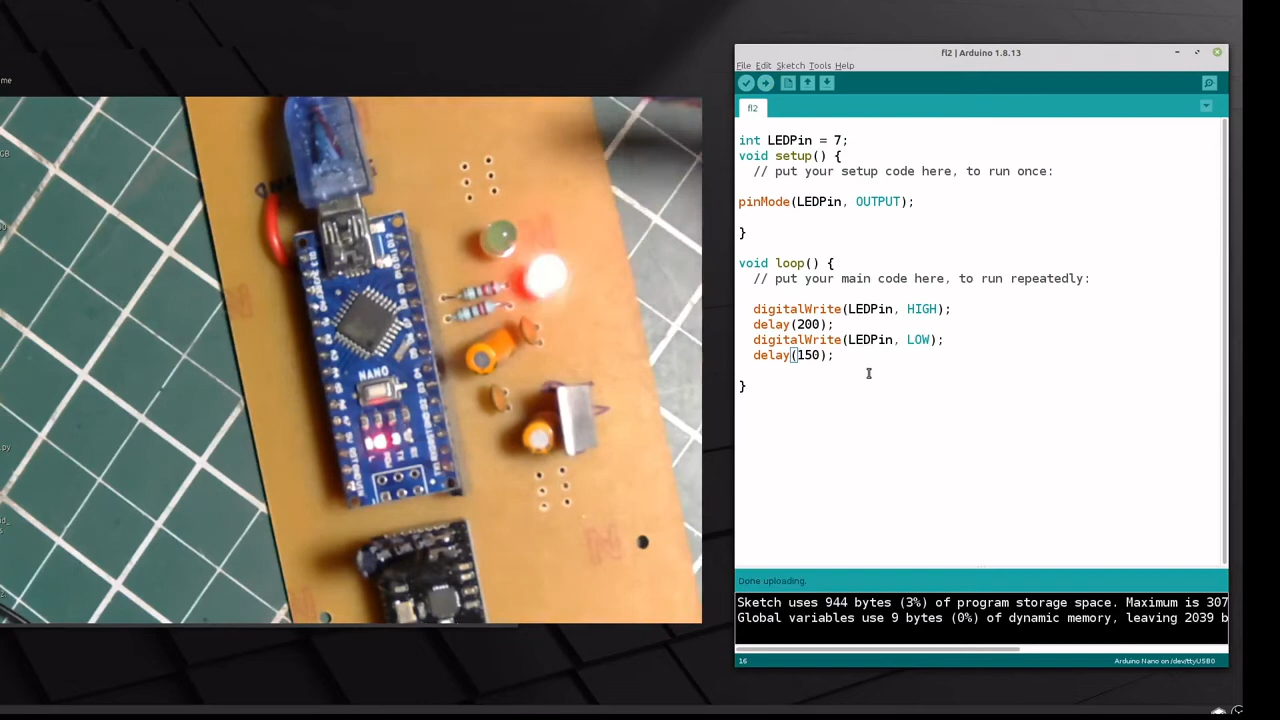 me
fl2 | Arduino 1.8.13
File Edit Sketch Tools Help
fl2
int LEDPin = 7;
void setup() {
// put your setup code here, to run once:
pinMode(LEDPin, OUTPUT);
}
void loop() {
// put your main code here, to run repeatedly:
digitalWrite(LEDPin, HIGH);
delay(200);
digitalWrite(LEDPin, LOW);
delay(150);
}
Done uploading.
Sketch uses 944 bytes (3%) of program storage space. Maximum is 307
Global variables use 9 bytes (0%) of dynamic memory, leaving 2039 b
16
Arduino Nano on /dev/ttyUSB0
NANO
.py